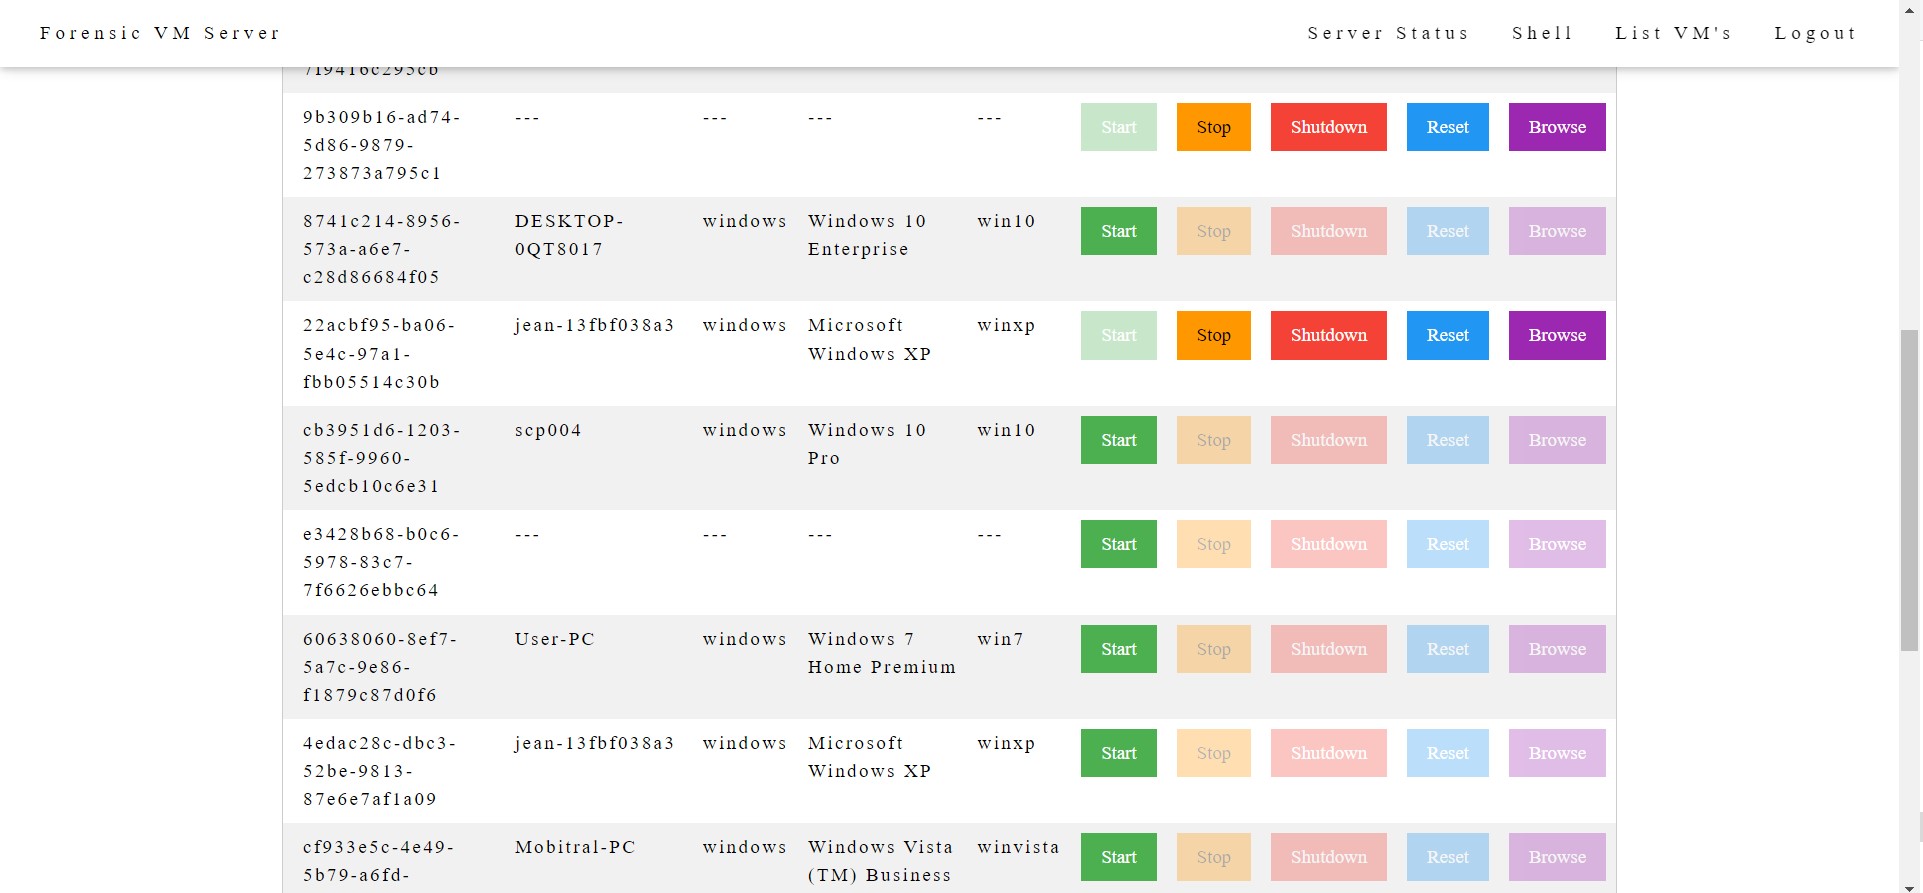 Forensic VM Server
Server Status Shell List VM's Logout
7f9416c295cb
9b309b16-ad74- --- --- --- --- Start Stop Shutdown Reset Browse
5d86-9879-
273873a795c1
8741c214-8956- DESKTOP- windows Windows 10 win10 Start Stop Shutdown Reset Browse
573a-a6e7- 0QT8017 Enterprise
c28d86684f05
22acbf95-ba06- jean-13fbf038a3 windows Microsoft winxp Start Stop Shutdown Reset Browse
5e4c-97a1- Windows XP
fbb05514c30b
cb3951d6-1203- scp004 windows Windows 10 win10 Start Stop Shutdown Reset Browse
585f-9960- Pro
5edcb10c6e31
e3428b68-b0c6- --- --- --- --- Start Stop Shutdown Reset Browse
5978-83c7-
7f6626ebbc64
60638060-8ef7- User-PC windows Windows 7 win7 Start Stop Shutdown Reset Browse
5a7c-9e86- Home Premium
f1879c87d0f6
4edac28c-dbc3- jean-13fbf038a3 windows Microsoft winxp Start Stop Shutdown Reset Browse
52be-9813- Windows XP
87e6e7af1a09
cf933e5c-4e49- Mobitral-PC windows Windows Vista winvista Start Stop Shutdown Reset Browse
5b79-a6fd- (TM) Business